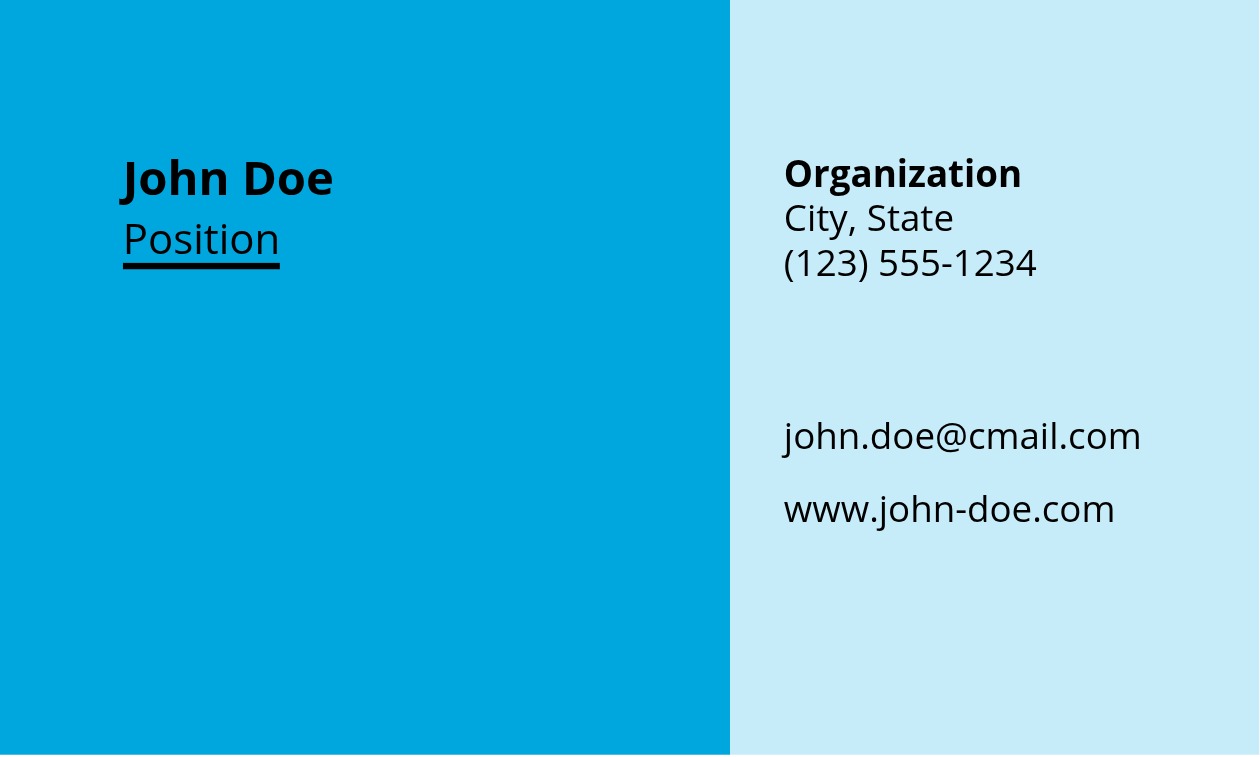 John Doe
Position
Organization
City, State
(123) 555-1234
john.doe@cmail.com
www.john-doe.com